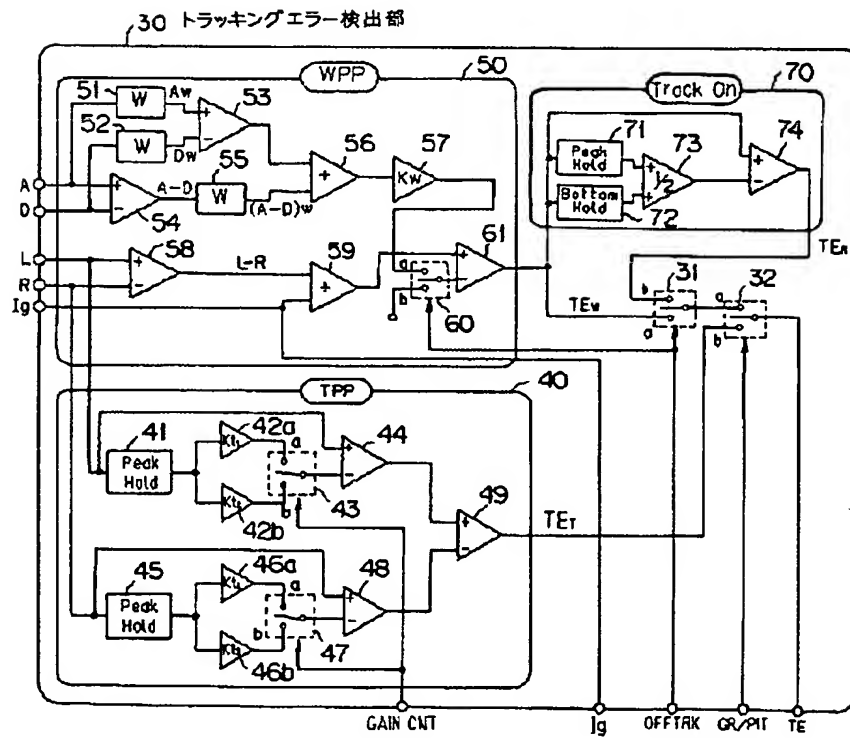 30 トラッキングエラー検出部
WPP 50
Track On 70
51 W Aw 53
52 W Dw
55 W 56 57
A A-D (A-D)w + Kw
D 54
71 Peak Hold 73 74
72 Bottom Hold 1/2
58 59 61
L L-R +
R a b 60
Ig
TEw TER
31 b a
32 a b
TPP 40
42a Kt₁ a 44
41 Peak Hold
42b b 43
49 TET
46a a 48
45 Peak Hold
46b b 47
GAIN CNT Ig OFFTRK GR/PIT TE